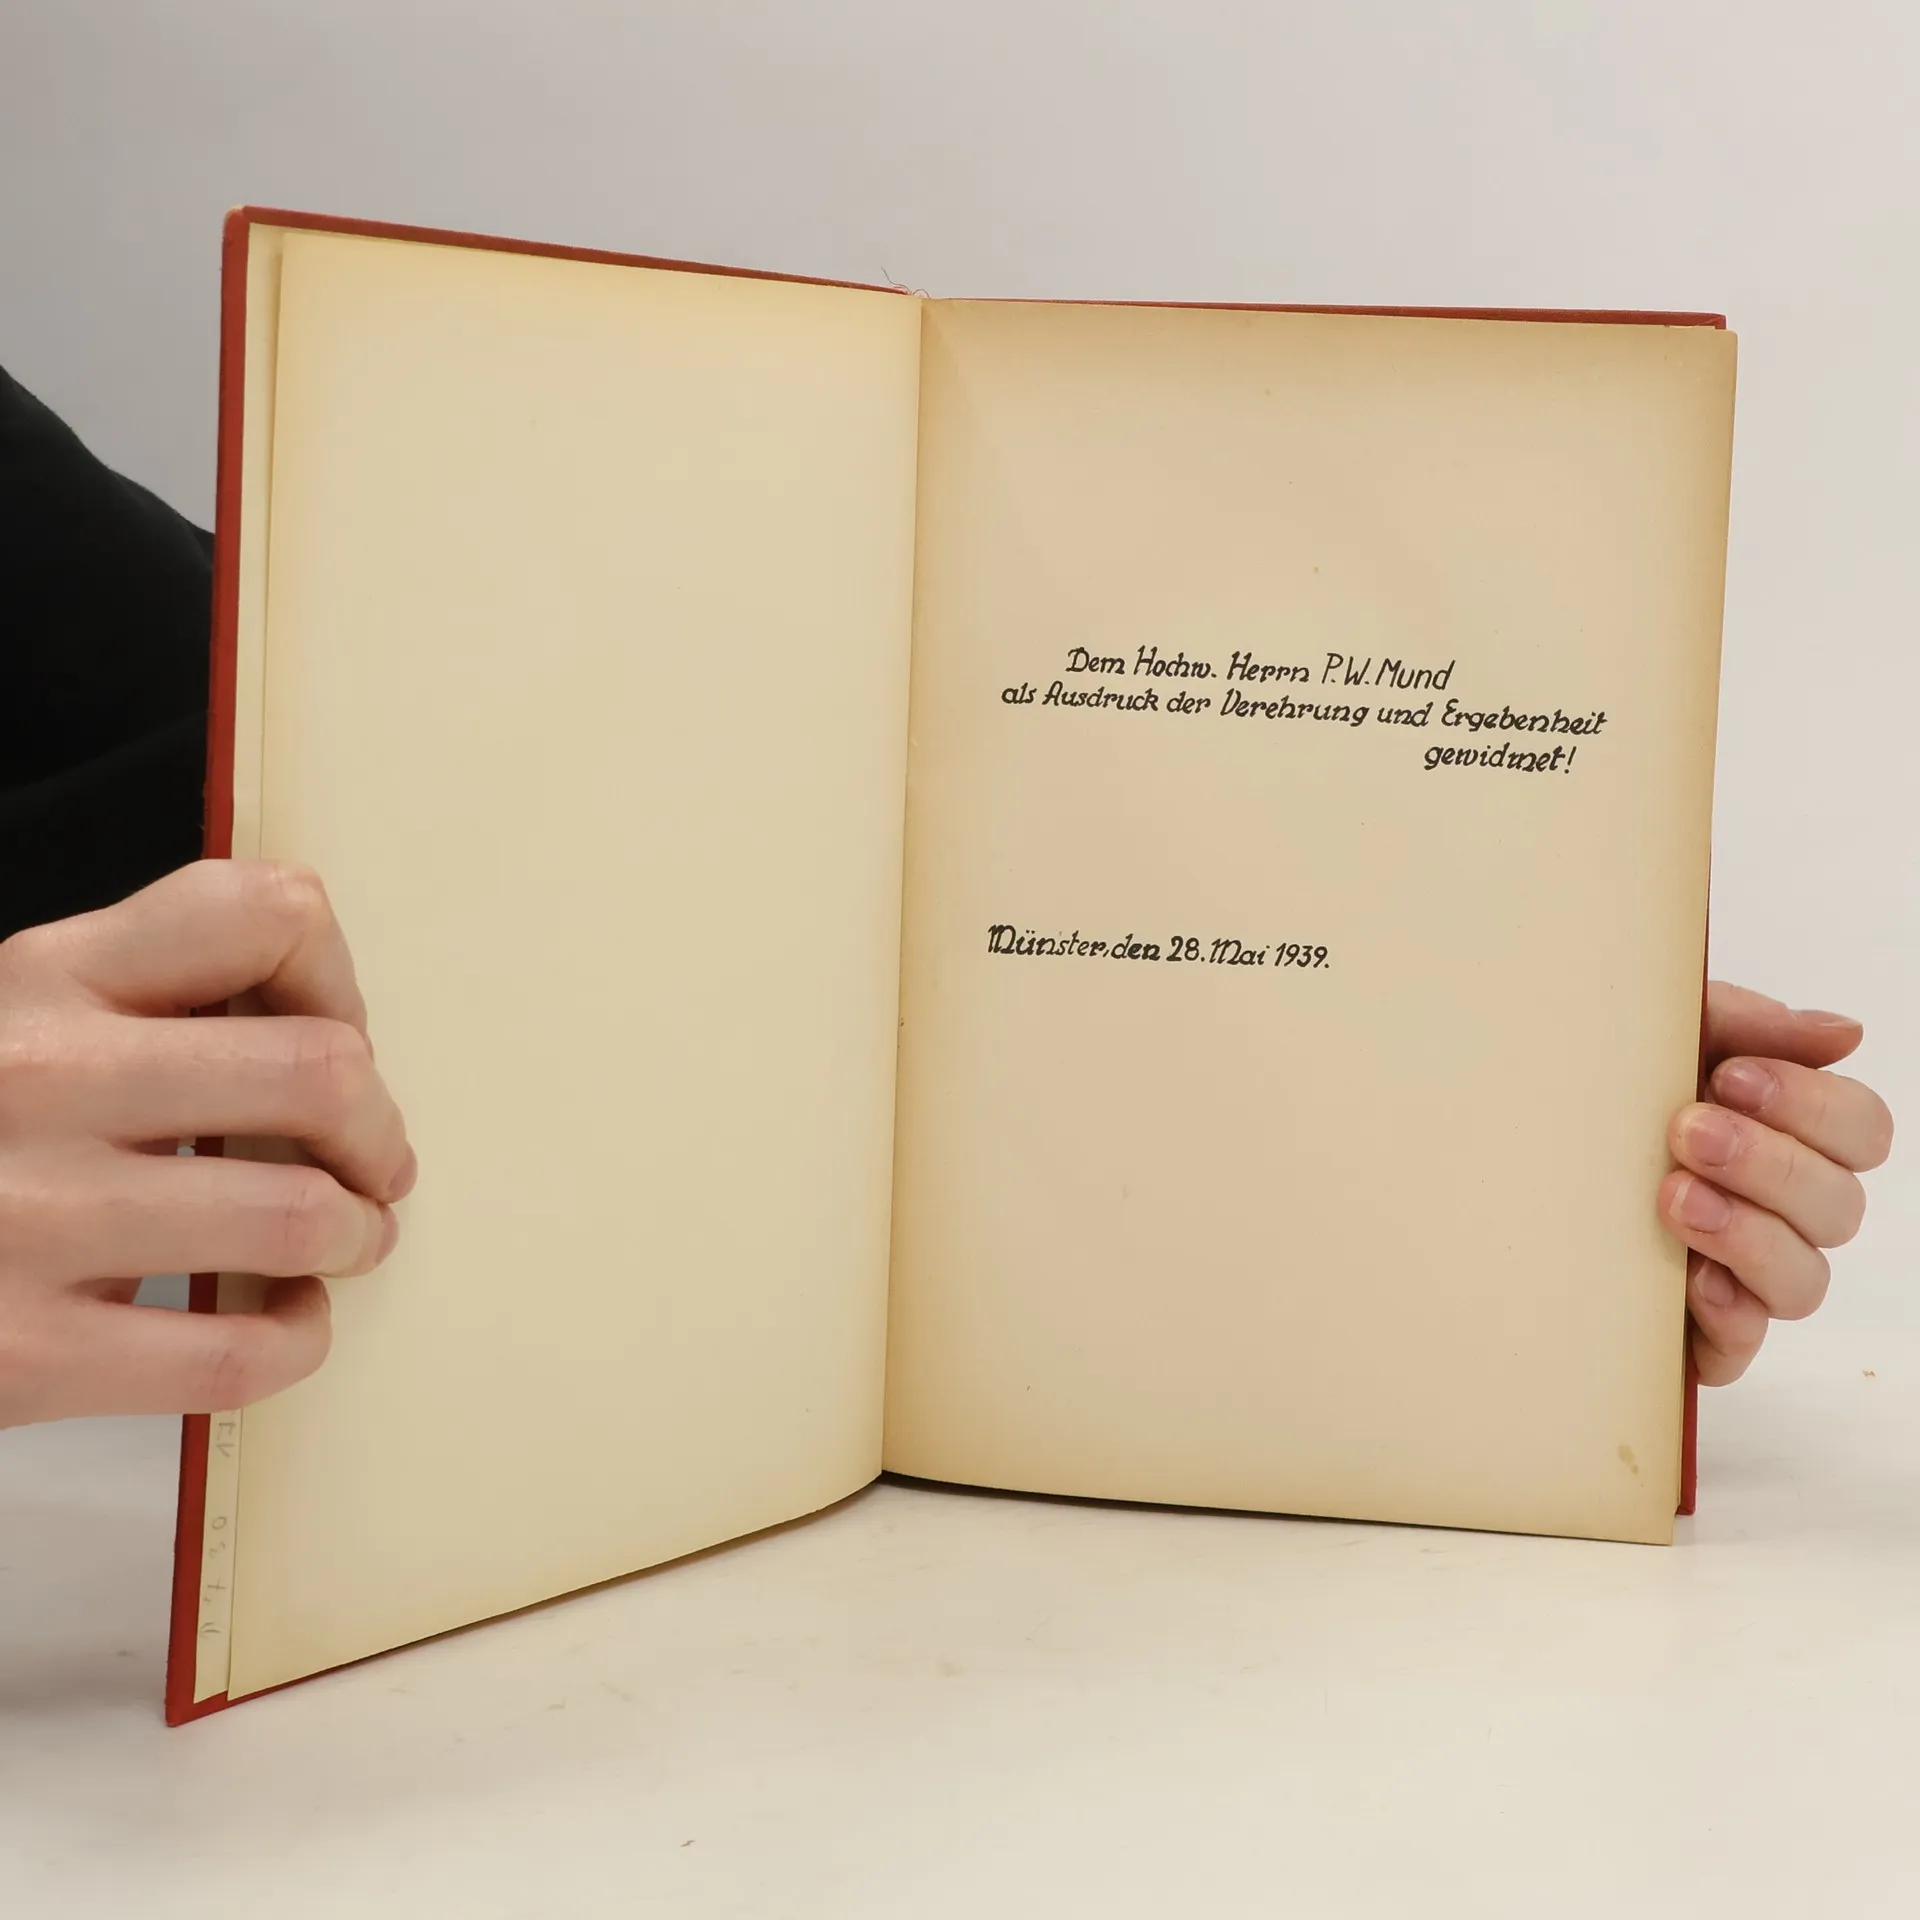 Dem Hochw. Herrn P.W. Mund
als Ausdruck der Verehrung und Ergebenheit
gewidmet!
Münster, den 28. Mai 1939.